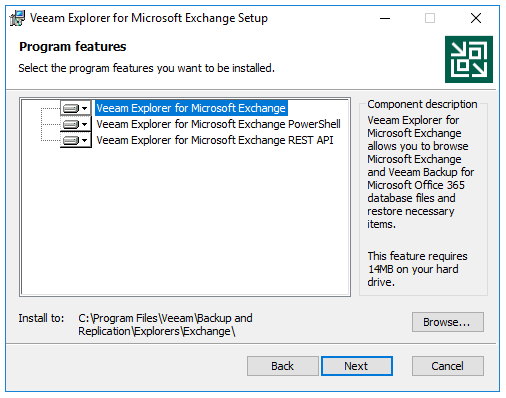 Veeam Explorer for Microsoft Exchange Setup
Program features
Select the program features you want to be installed.
Veeam Explorer for Microsoft Exchange
Veeam Explorer for Microsoft Exchange PowerShell
Veeam Explorer for Microsoft Exchange REST API
Component description
Veeam Explorer for
Microsoft Exchange
allows you to browse
Microsoft Exchange
and Veeam Backup for
Microsoft Office 365
database files and
restore necessary
items.
This feature requires
14MB on your hard
drive.
Install to:
C:\Program Files\Veeam\Backup and
Replication\Explorers\Exchange\
Browse...
Back
Next
Cancel